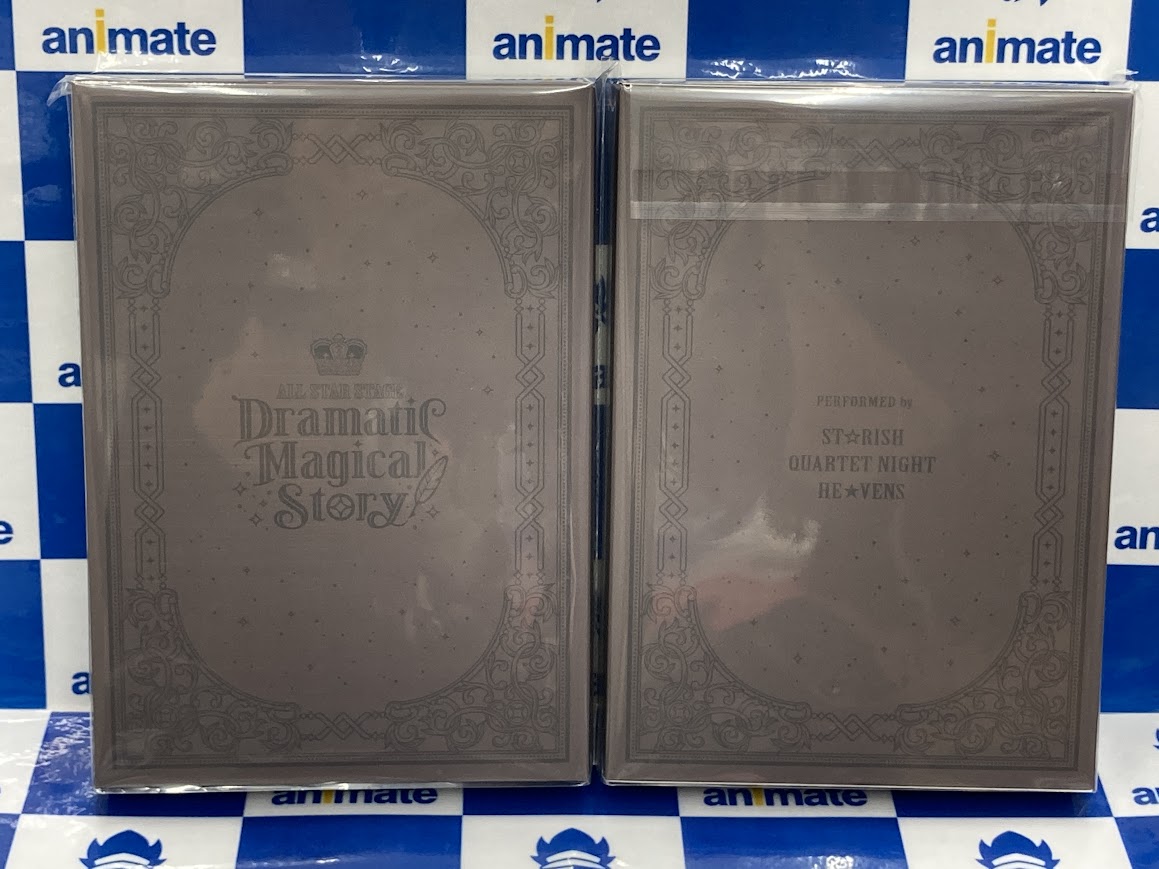 animate
animate
animate
ALL STAR STAGE
Dramatic
Magical
Story
PERFORMED by
ST☆RISH
QUARTET NIGHT
HE★VENS
animate
animate